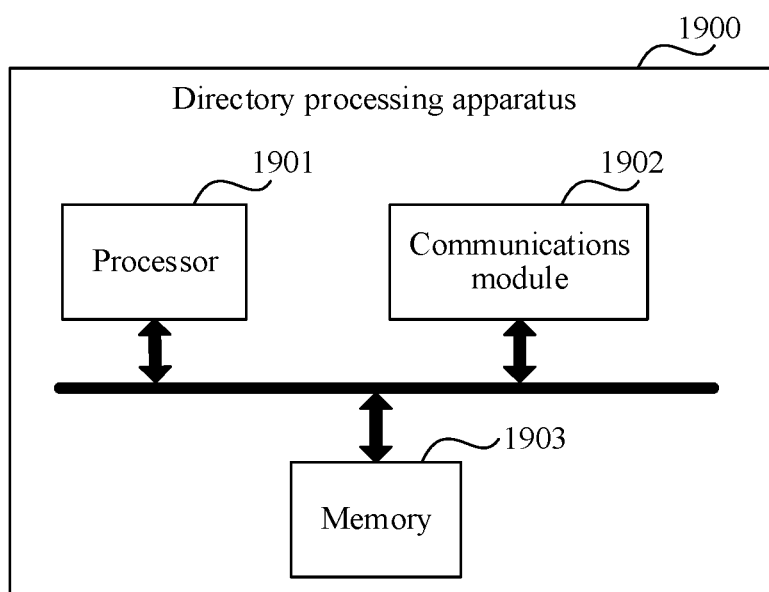 1900
Directory processing apparatus
1901
1902
Processor
Communications
module
1903
Memory